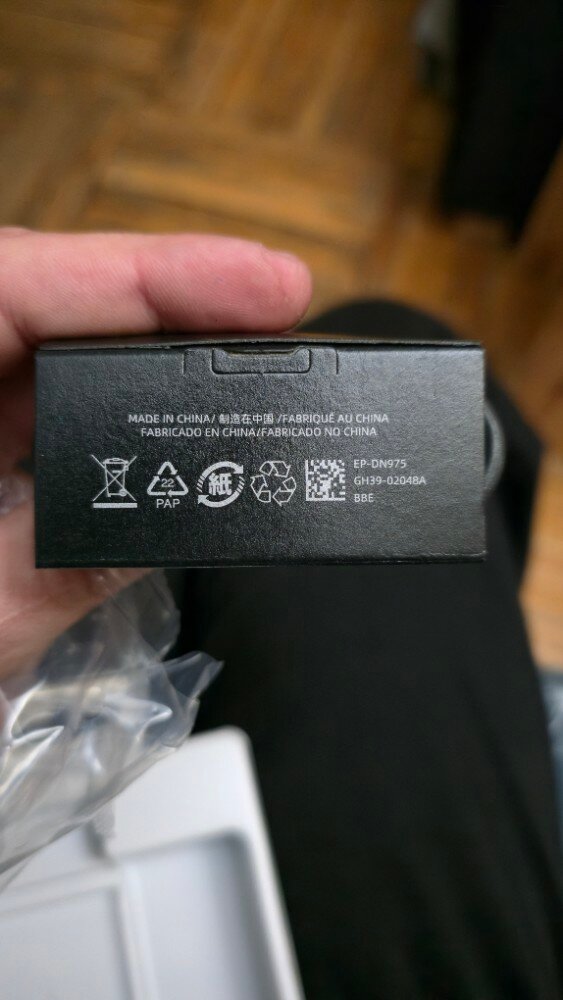 MADE IN CHINA/ 制造在中国 /FABRIQUÉ AU CHINA
FABRICADO EN CHINA/FABRICADO NO CHINA
22
PAP
紙
EP-DN975
GH39-02048A
BBE